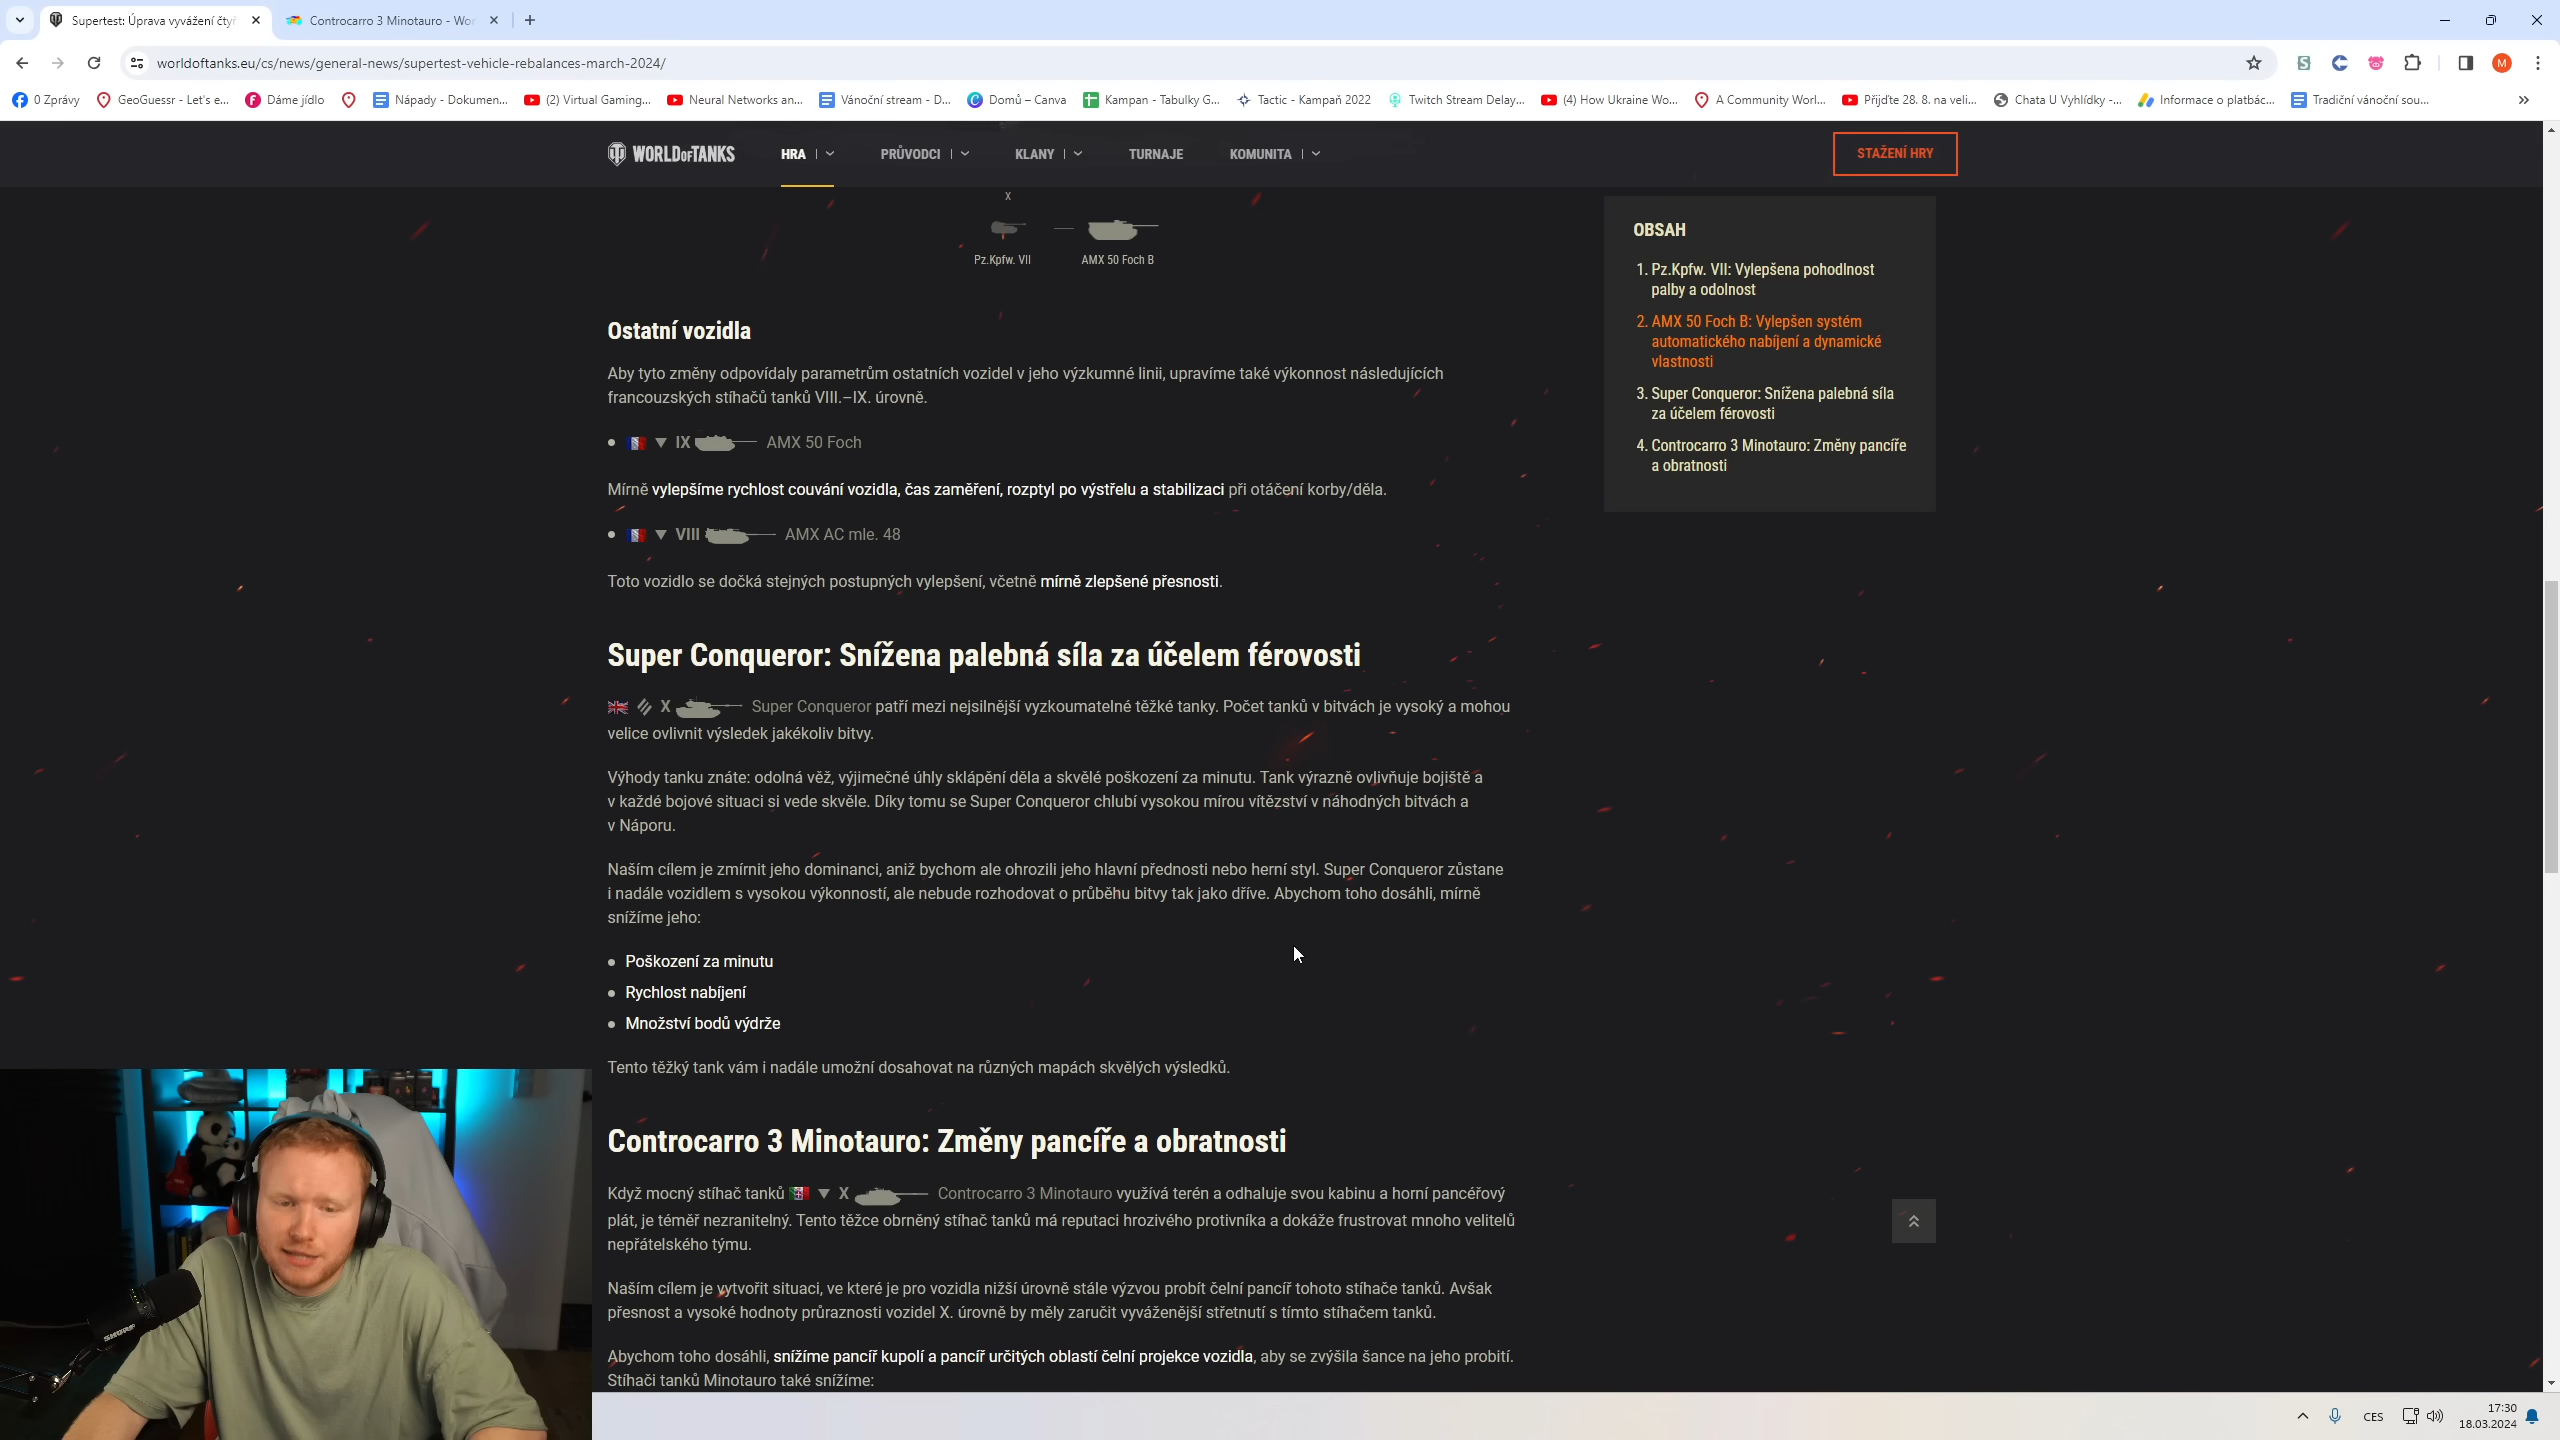 Supertest: Úprava vyvážení čtyř
Controcarro 3 Minotauro - Wor
worldoftanks.eu/cs/news/general-news/supertest-vehicle-rebalances-march-2024/
M
0 Zprávy
GeoGuessr - Let's e...
Dáme jídlo
Nápady - Dokumen...
(2) Virtual Gaming...
Neural Networks an...
Vánoční stream - D...
Domů – Canva
Kampan - Tabulky G...
Tactic - Kampaň 2022
Twitch Stream Delay...
(4) How Ukraine Wo...
A Community Worl...
Přijďte 28. 8. na veli...
Chata U Vyhlídky -...
Informace o platbác...
Tradiční vánoční sou...
WORLD OF TANKS
HRA
PRŮVODCI
KLANY
TURNAJE
KOMUNITA
STAŽENÍ HRY
X
Pz.Kpfw. VII
AMX 50 Foch B
Ostatní vozidla
Aby tyto změny odpovídaly parametrům ostatních vozidel v jeho výzkumné linii, upravíme také výkonnost následujících
francouzských stíhačů tanků VIII.–IX. úrovně.
IX AMX 50 Foch
Mírně vylepšíme rychlost couvání vozidla, čas zaměření, rozptyl po výstřelu a stabilizaci při otáčení korby/děla.
VIII AMX AC mle. 48
Toto vozidlo se dočká stejných postupných vylepšení, včetně mírně zlepšené přesnosti.
Super Conqueror: Snížena palebná síla za účelem férovosti
X Super Conqueror patří mezi nejsilnější vyzkoumatelné těžké tanky. Počet tanků v bitvách je vysoký a mohou
velice ovlivnit výsledek jakékoliv bitvy.
Výhody tanku znáte: odolná věž, výjimečné úhly sklápění děla a skvělé poškození za minutu. Tank výrazně ovlivňuje bojiště a
v každé bojové situaci si vede skvěle. Díky tomu se Super Conqueror chlubí vysokou mírou vítězství v náhodných bitvách a
v Náporu.
Naším cílem je zmírnit jeho dominanci, aniž bychom ale ohrozili jeho hlavní přednosti nebo herní styl. Super Conqueror zůstane
i nadále vozidlem s vysokou výkonností, ale nebude rozhodovat o průběhu bitvy tak jako dříve. Abychom toho dosáhli, mírně
snížíme jeho:
Poškození za minutu
Rychlost nabíjení
Množství bodů výdrže
Tento těžký tank vám i nadále umožní dosahovat na různých mapách skvělých výsledků.
Controcarro 3 Minotauro: Změny pancíře a obratnosti
Když mocný stíhač tanků X Controcarro 3 Minotauro využívá terén a odhaluje svou kabinu a horní pancéřový
plát, je téměř nezranitelný. Tento těžce obrněný stíhač tanků má reputaci hrozivého protivníka a dokáže frustrovat mnoho velitelů
nepřátelského týmu.
Naším cílem je vytvořit situaci, ve které je pro vozidla nižší úrovně stále výzvou probít čelní pancíř tohoto stíhače tanků. Avšak
přesnost a vysoké hodnoty průraznosti vozidel X. úrovně by měly zaručit vyváženější střetnutí s tímto stíhačem tanků.
Abychom toho dosáhli, snížíme pancíř kupolí a pancíř určitých oblastí čelní projekce vozidla, aby se zvýšila šance na jeho probití.
Stíhači tanků Minotauro také snížíme:
OBSAH
1. Pz.Kpfw. VII: Vylepšena pohodlnost
palby a odolnost
2. AMX 50 Foch B: Vylepšen systém
automatického nabíjení a dynamické
vlastnosti
3. Super Conqueror: Snížena palebná síla
za účelem férovosti
4. Controcarro 3 Minotauro: Změny pancíře
a obratnosti
SHURE
CES
17:30
18.03.2024